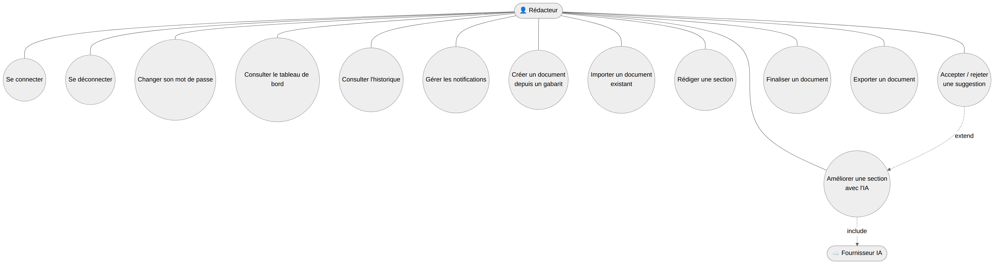 👤 Rédacteur
Se connecter
Se déconnecter
Changer son mot de passe
Consulter le tableau de
bord
Consulter l'historique
Gérer les notifications
Créer un document
depuis un gabarit
Importer un document
existant
Rédiger une section
Finaliser un document
Exporter un document
Accepter / rejeter
une suggestion
extend
Améliorer une section
avec l'IA
include
☁️ Fournisseur IA